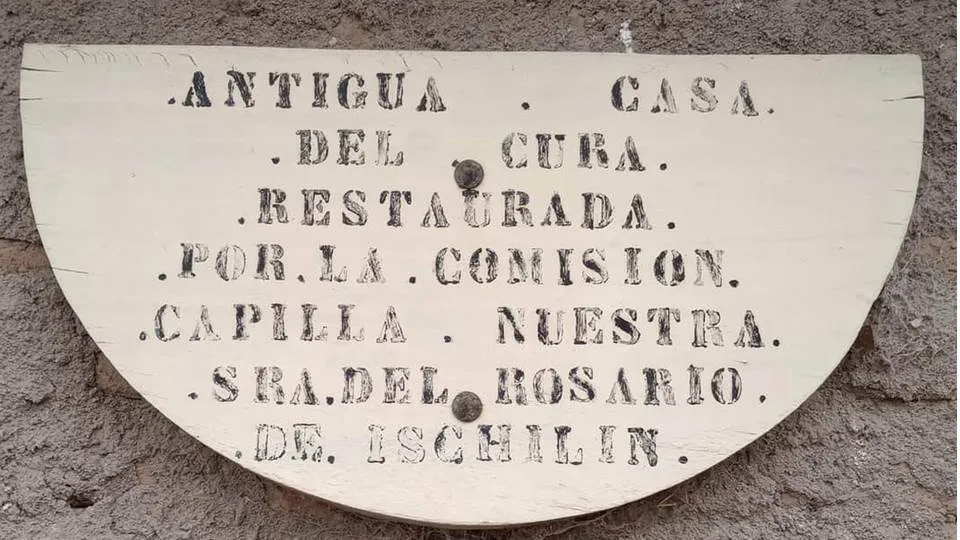 .ANTIGUA . CASA.
.DEL CURA.
.RESTAURADA.
.POR.LA .COMISION.
.CAPILLA . NUESTRA.
.SRA.DEL ROSARIO.
.DE. ISCHILIN.